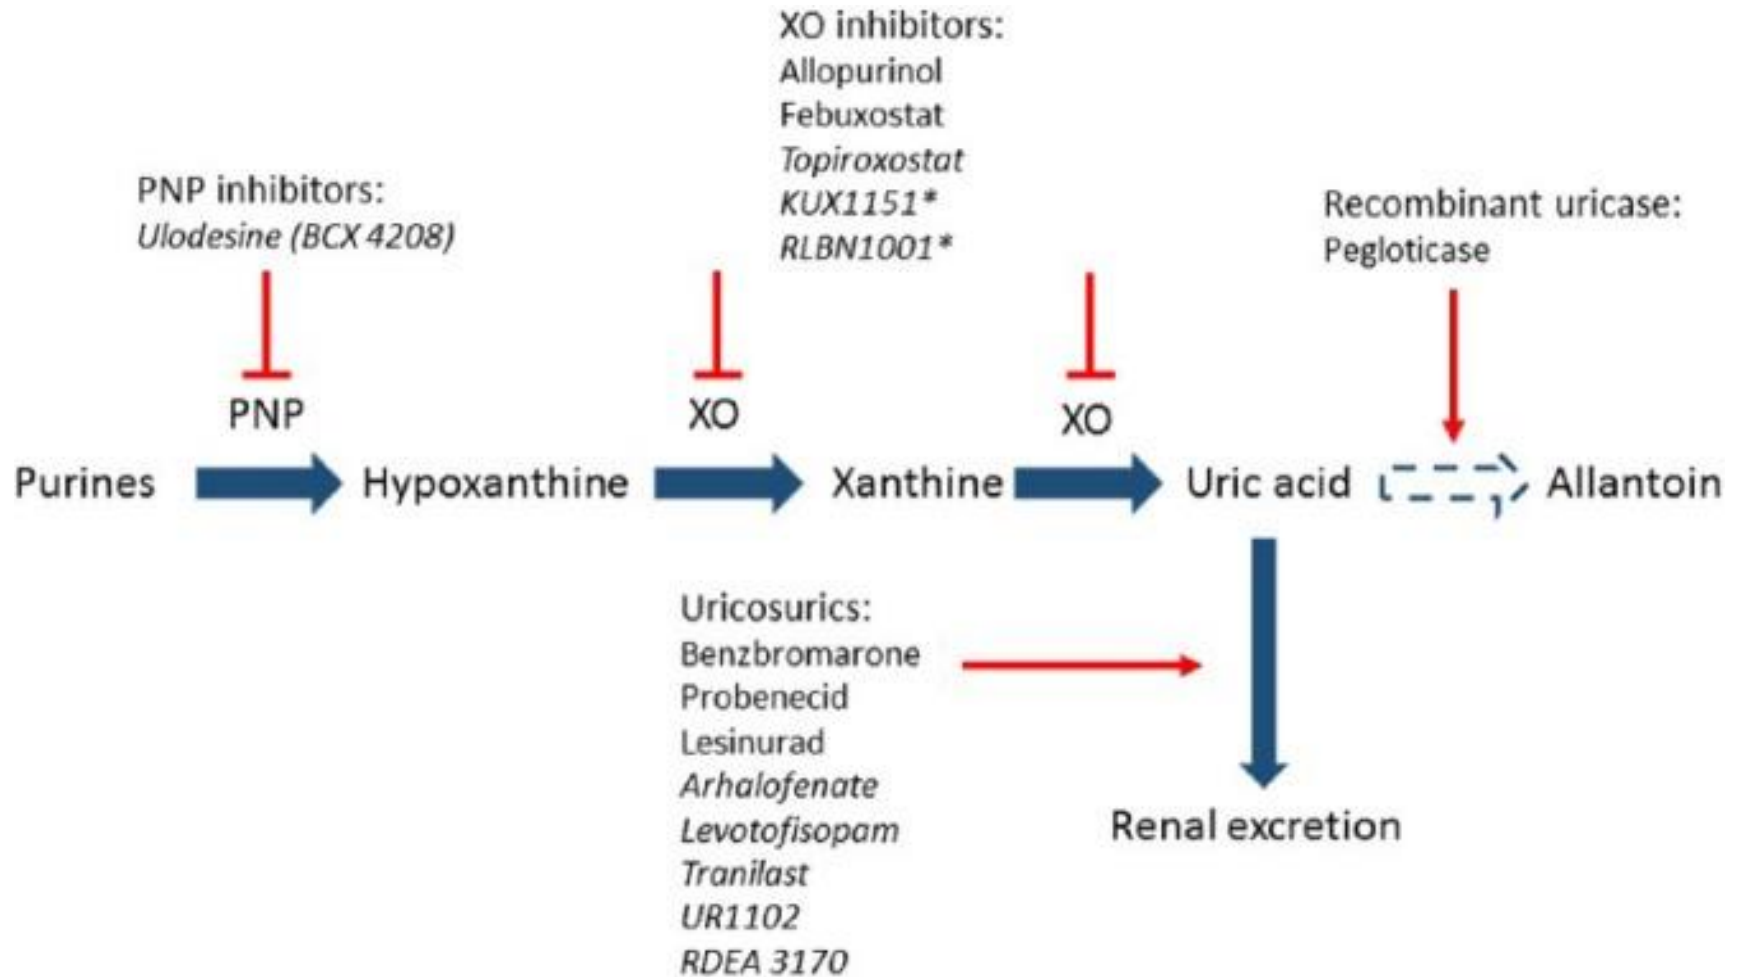 XO inhibitors:
Allopurinol
Febuxostat
Topiroxostat
KUX1151*
RLBN1001*
PNP inhibitors:
Ulodesine (BCX 4208)
Recombinant uricase:
Pegloticase
PNP
XO
XO
Purines
Hypoxanthine
Xanthine
Uric acid
Allantoin
Uricosurics:
Benzbromarone
Probenecid
Lesinurad
Arhalofenate
Levotofisopam
Tranilast
UR1102
RDEA 3170
Renal excretion